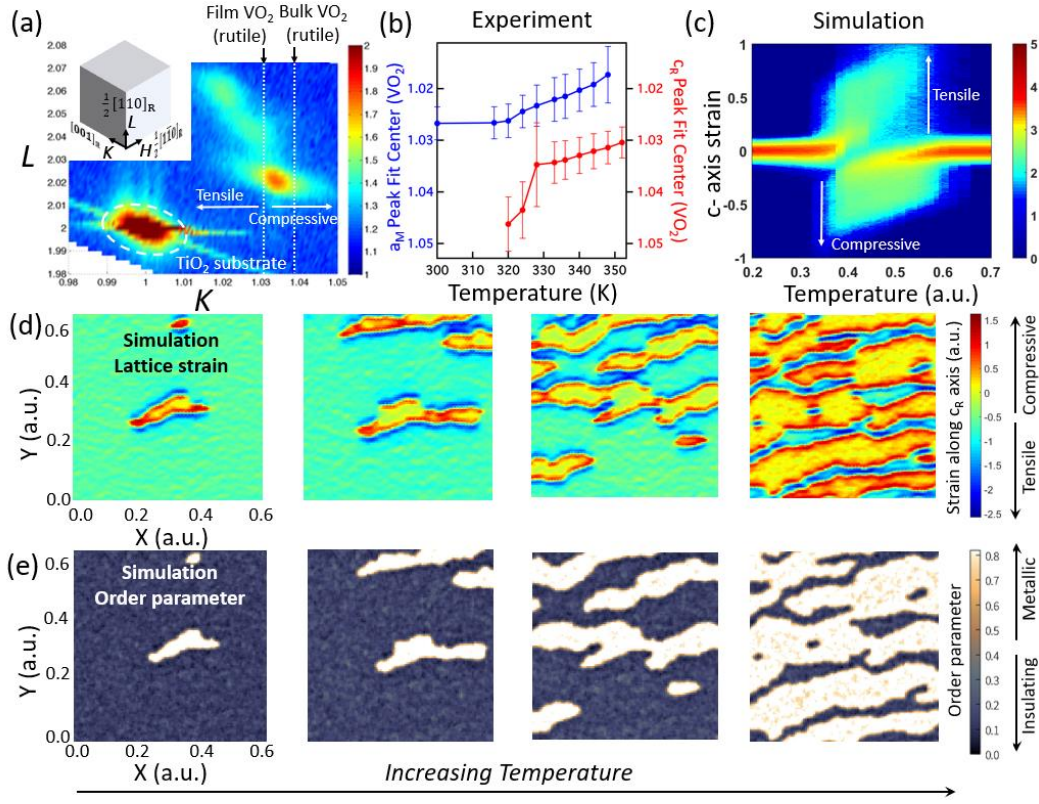 (a)
Film VO2 Bulk VO2
(rutile) (rutile)
2.08
2.07
2.06
2.05
2.04
2.03
2.02
2.01
2
1.99
1.98
L
1/2 [110]R
[001]R
K
L
H
1/2 [11̄0]R
Tensile
Compressive
TiO2 substrate
0.98 0.99 1 1.01 1.02 1.03 1.04 1.05
K
2
1.9
1.8
1.7
1.6
1.5
1.4
1.3
1.2
1.1
1
(b)
Experiment
aM Peak Fit Center (VO2)
1.02
1.03
1.04
1.05
cR Peak Fit Center (VO2)
1.02
1.03
1.04
1.05
300 310 320 330 340 350
Temperature (K)
(c)
Simulation
c- axis strain
1
0.5
0
-0.5
-1
Tensile
Compressive
0.2 0.3 0.4 0.5 0.6 0.7
Temperature (a.u.)
5
4
3
2
1
0
(d)
Simulation
Lattice strain
Y (a.u.)
0.6
0.4
0.2
0.0
0.0 0.2 0.4 0.6
X (a.u.)
1.5
1.0
0.5
0.0
-0.5
-1
-1.5
-2.0
-2.5
Strain along cR axis (a.u.)
Compressive
Tensile
(e)
Simulation
Order parameter
Y (a.u.)
0.6
0.4
0.2
0.0
0.0 0.2 0.4 0.6
X (a.u.)
0.8
0.7
0.6
0.5
0.4
0.3
0.2
0.1
0.0
Order parameter
Metallic
Insulating
Increasing Temperature